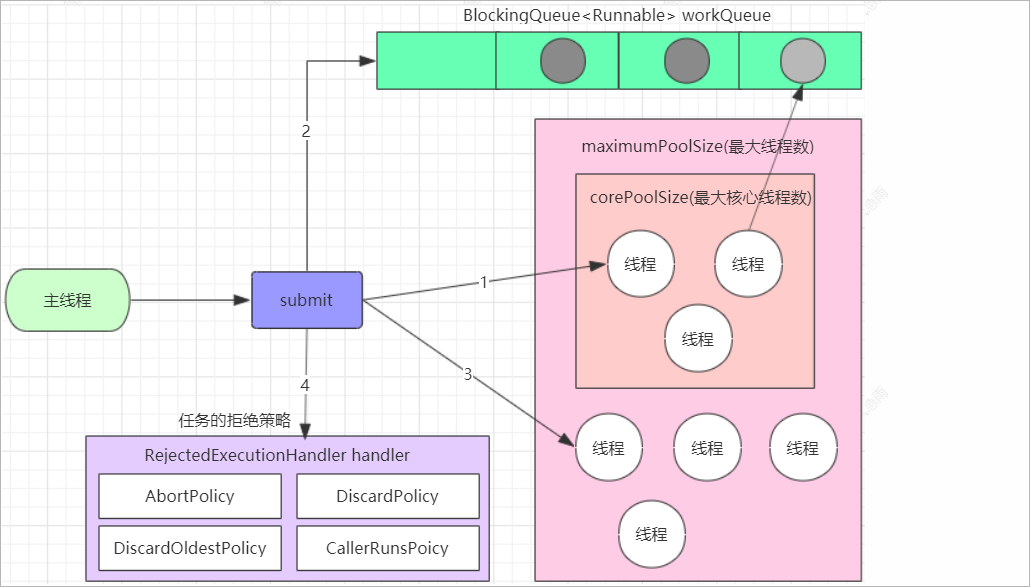 BlockingQueue<Runnable> workQueue
2
maximumPoolSize(最大线程数)
corePoolSize(最大核心线程数)
线程
线程
1
主线程
submit
线程
3
4
任务的拒绝策略
线程
线程
线程
RejectedExecutionHandler handler
AbortPolicy
DiscardPolicy
线程
DiscardOldestPolicy
CallerRunsPoicy